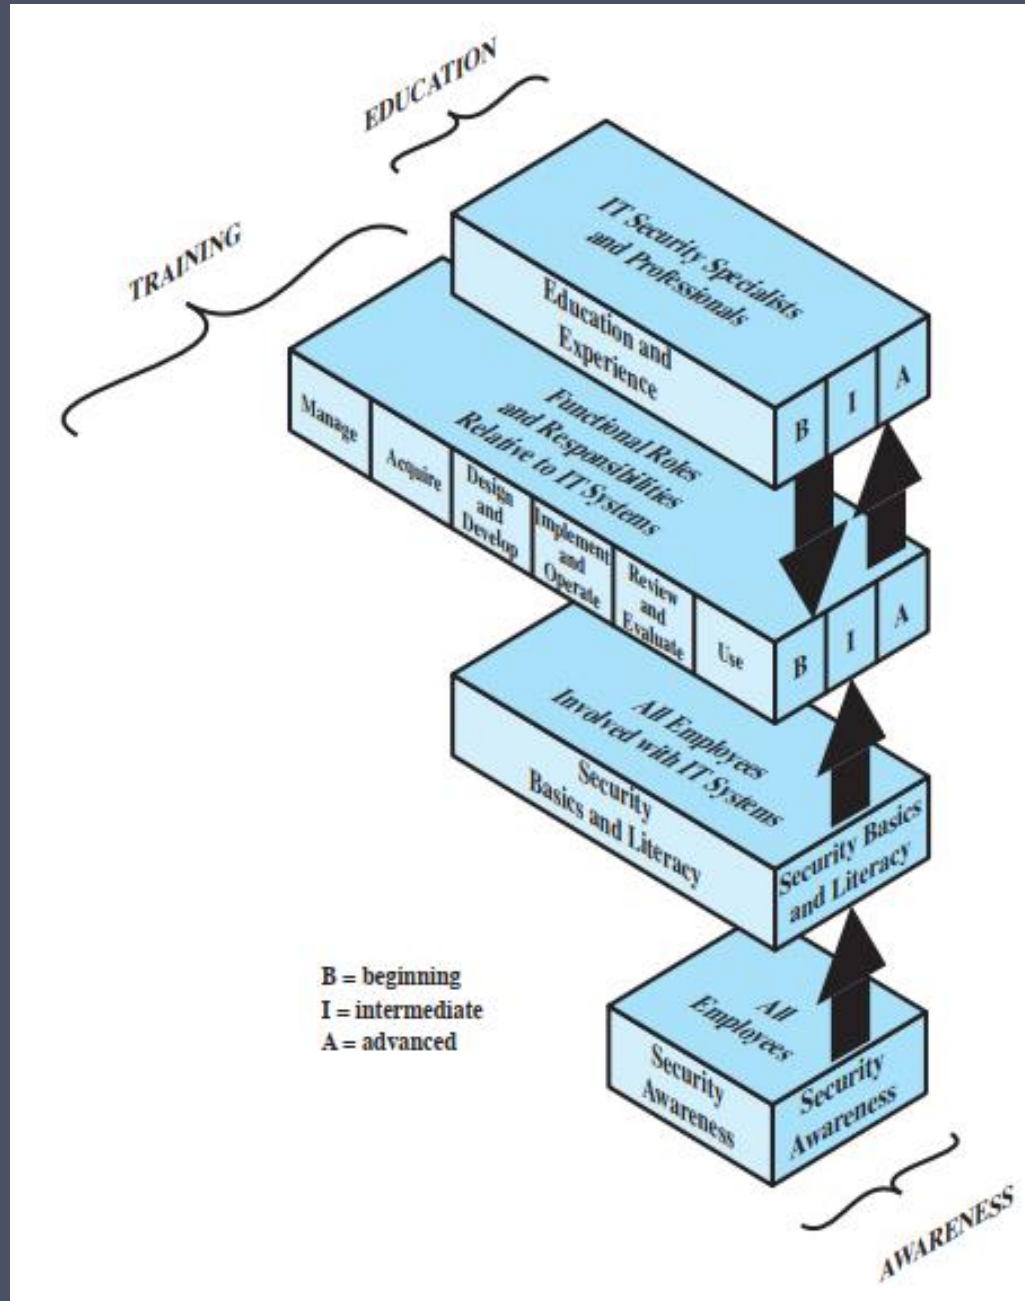 EDUCATION
TRAINING
IT Security Specialists
and Professionals
Education and
Experience
B
I
A
Functional Roles
and Responsibilities
Relative to IT Systems
Manage
Acquire
Design
and
Develop
Implement
and
Operate
Review
and
Evaluate
Use
B
I
A
All Employees
Involved with IT Systems
Security
Basics and Literacy
Security Basics
and Literacy
B = beginning
I = intermediate
A = advanced
All
Employees
Security
Awareness
Security
Awareness
AWARENESS